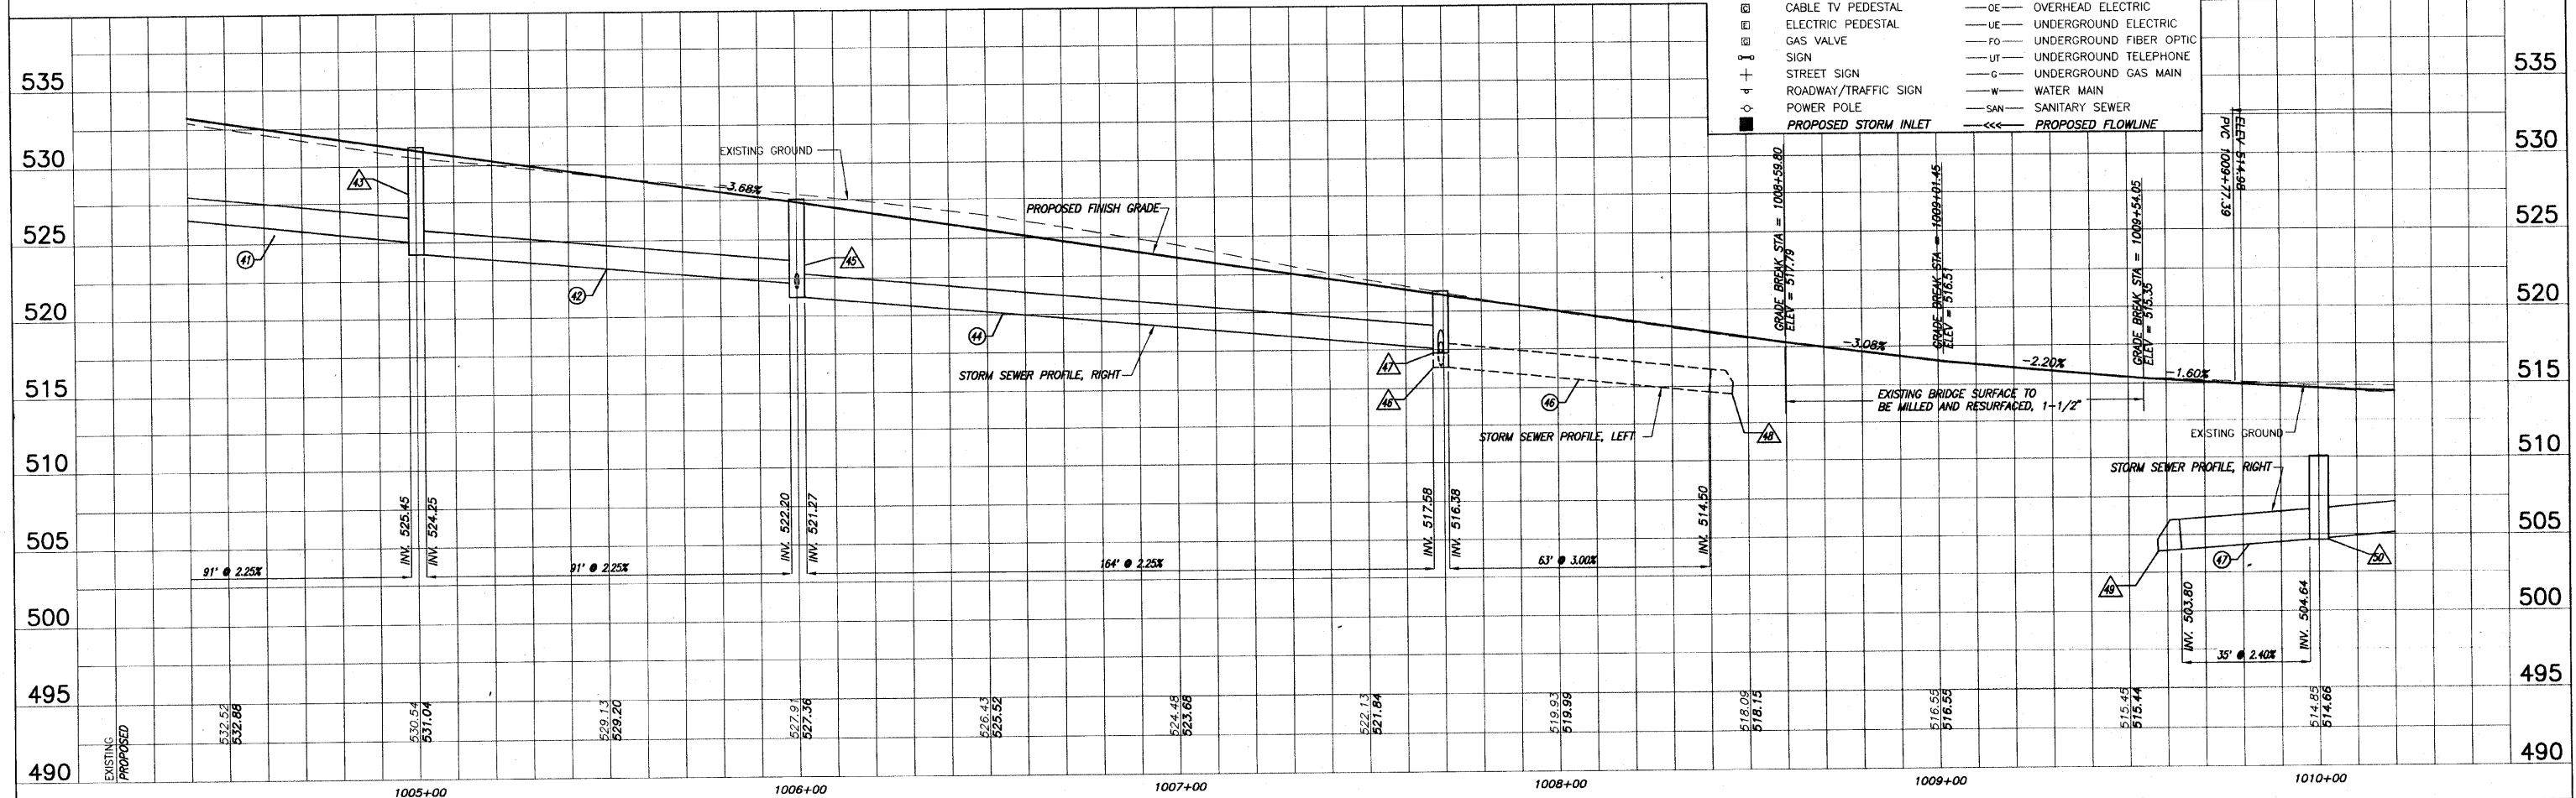 C CABLE TV PEDESTAL OE OVERHEAD ELECTRIC
E ELECTRIC PEDESTAL UE UNDERGROUND ELECTRIC
G GAS VALVE FO UNDERGROUND FIBER OPTIC
SIGN UT UNDERGROUND TELEPHONE
STREET SIGN G UNDERGROUND GAS MAIN
ROADWAY/TRAFFIC SIGN W WATER MAIN
POWER POLE SAN SANITARY SEWER
PROPOSED STORM INLET <<< PROPOSED FLOWLINE
535
530
525
520
515
510
505
500
495
490
535
530
525
520
515
510
505
500
495
490
ELEV 514.98
PVC 1009+77.39
EXISTING GROUND
-3.68%
PROPOSED FINISH GRADE
43
41
42
45
44
STORM SEWER PROFILE, RIGHT
47
46
46
STORM SEWER PROFILE, LEFT
48
GRADE BREAK STA = 1008+59.80
ELEV = 517.79
GRADE BREAK STA = 1009+01.45
ELEV = 516.51
GRADE BREAK STA = 1009+54.05
ELEV = 515.35
-3.08%
-2.20%
-1.60%
EXISTING BRIDGE SURFACE TO
BE MILLED AND RESURFACED, 1-1/2"
EXISTING GROUND
STORM SEWER PROFILE, RIGHT
49
47
50
INV. 525.45
INV. 524.25
INV. 522.20
INV. 521.27
INV. 517.58
INV. 516.38
514.50
INV. 503.80
INV. 504.64
91' @ 2.25%
91' @ 2.25%
164' @ 2.25%
63' @ 3.00%
35' @ 2.40%
EXISTING
PROPOSED
532.52
532.88
530.54
531.04
529.13
529.20
527.91
527.36
526.43
525.52
524.48
523.68
522.13
521.84
519.93
519.99
518.09
518.15
516.55
516.55
515.45
515.44
514.85
514.66
1005+00
1006+00
1007+00
1008+00
1009+00
1010+00